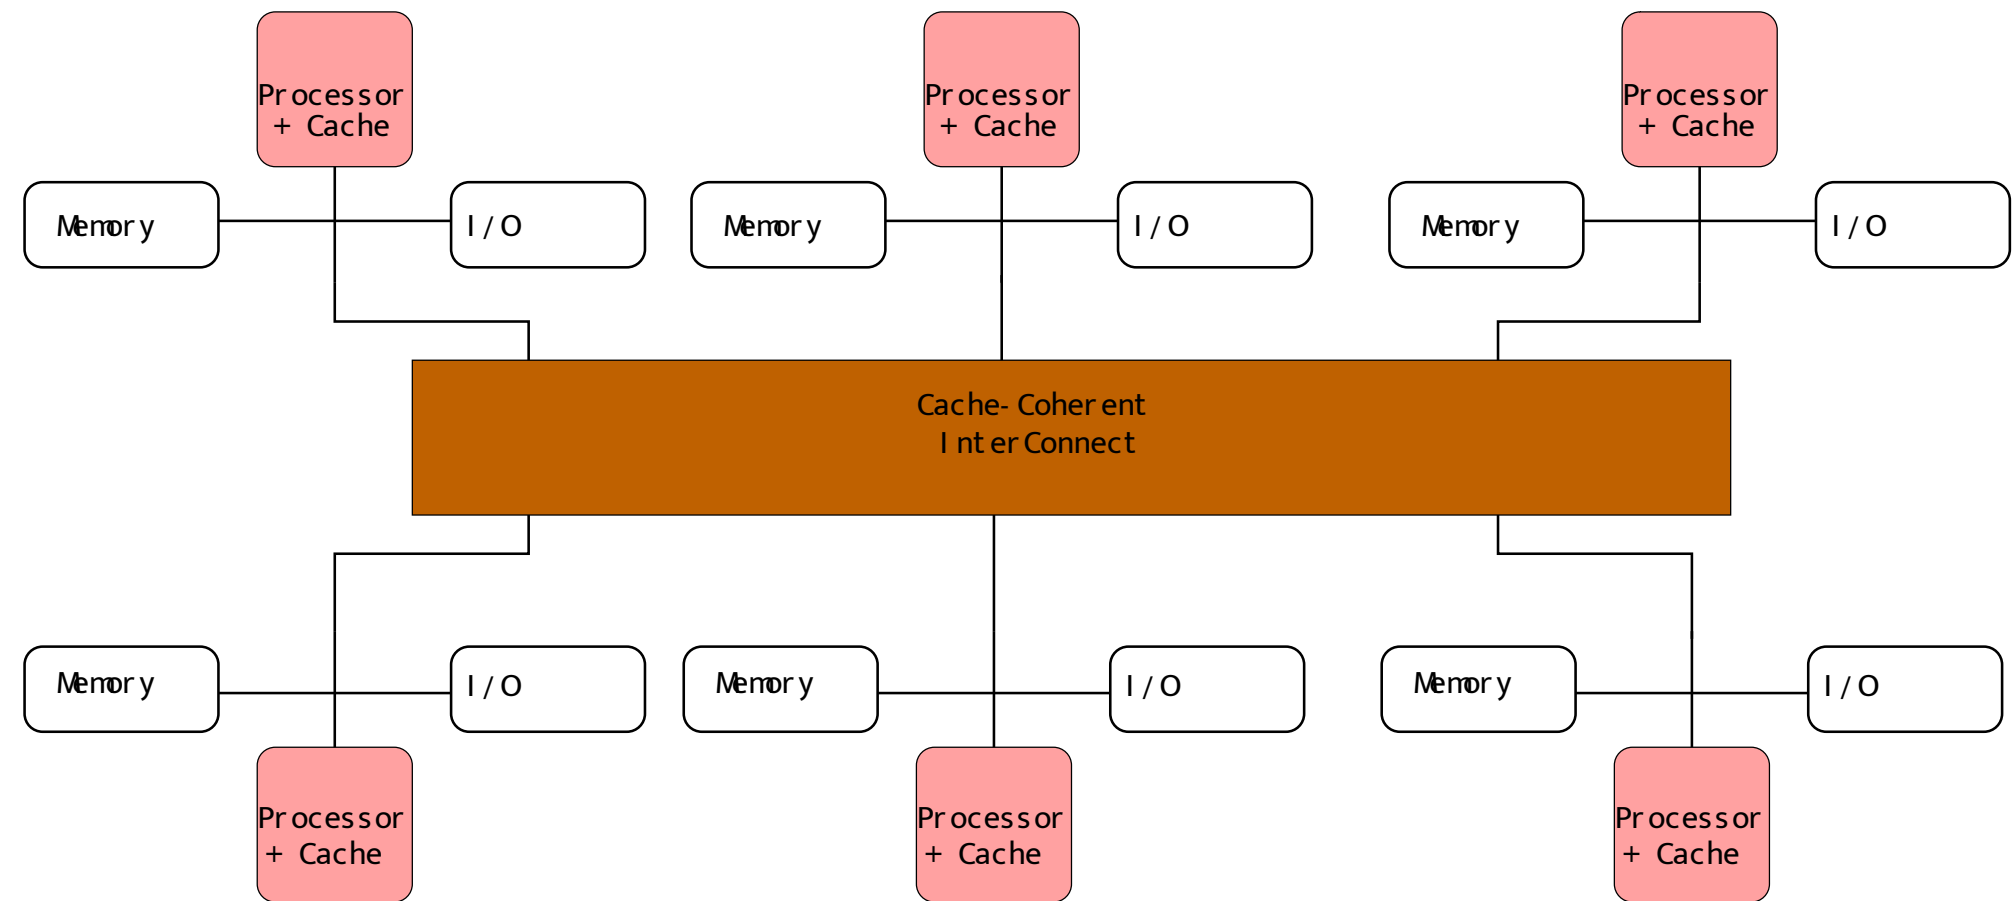 Processor
+ Cache
Processor
+ Cache
Processor
+ Cache
Memory
I/O
Memory
I/O
Memory
I/O
Cache-Coherent
InterConnect
Memory
I/O
Memory
I/O
Memory
I/O
Processor
+ Cache
Processor
+ Cache
Processor
+ Cache